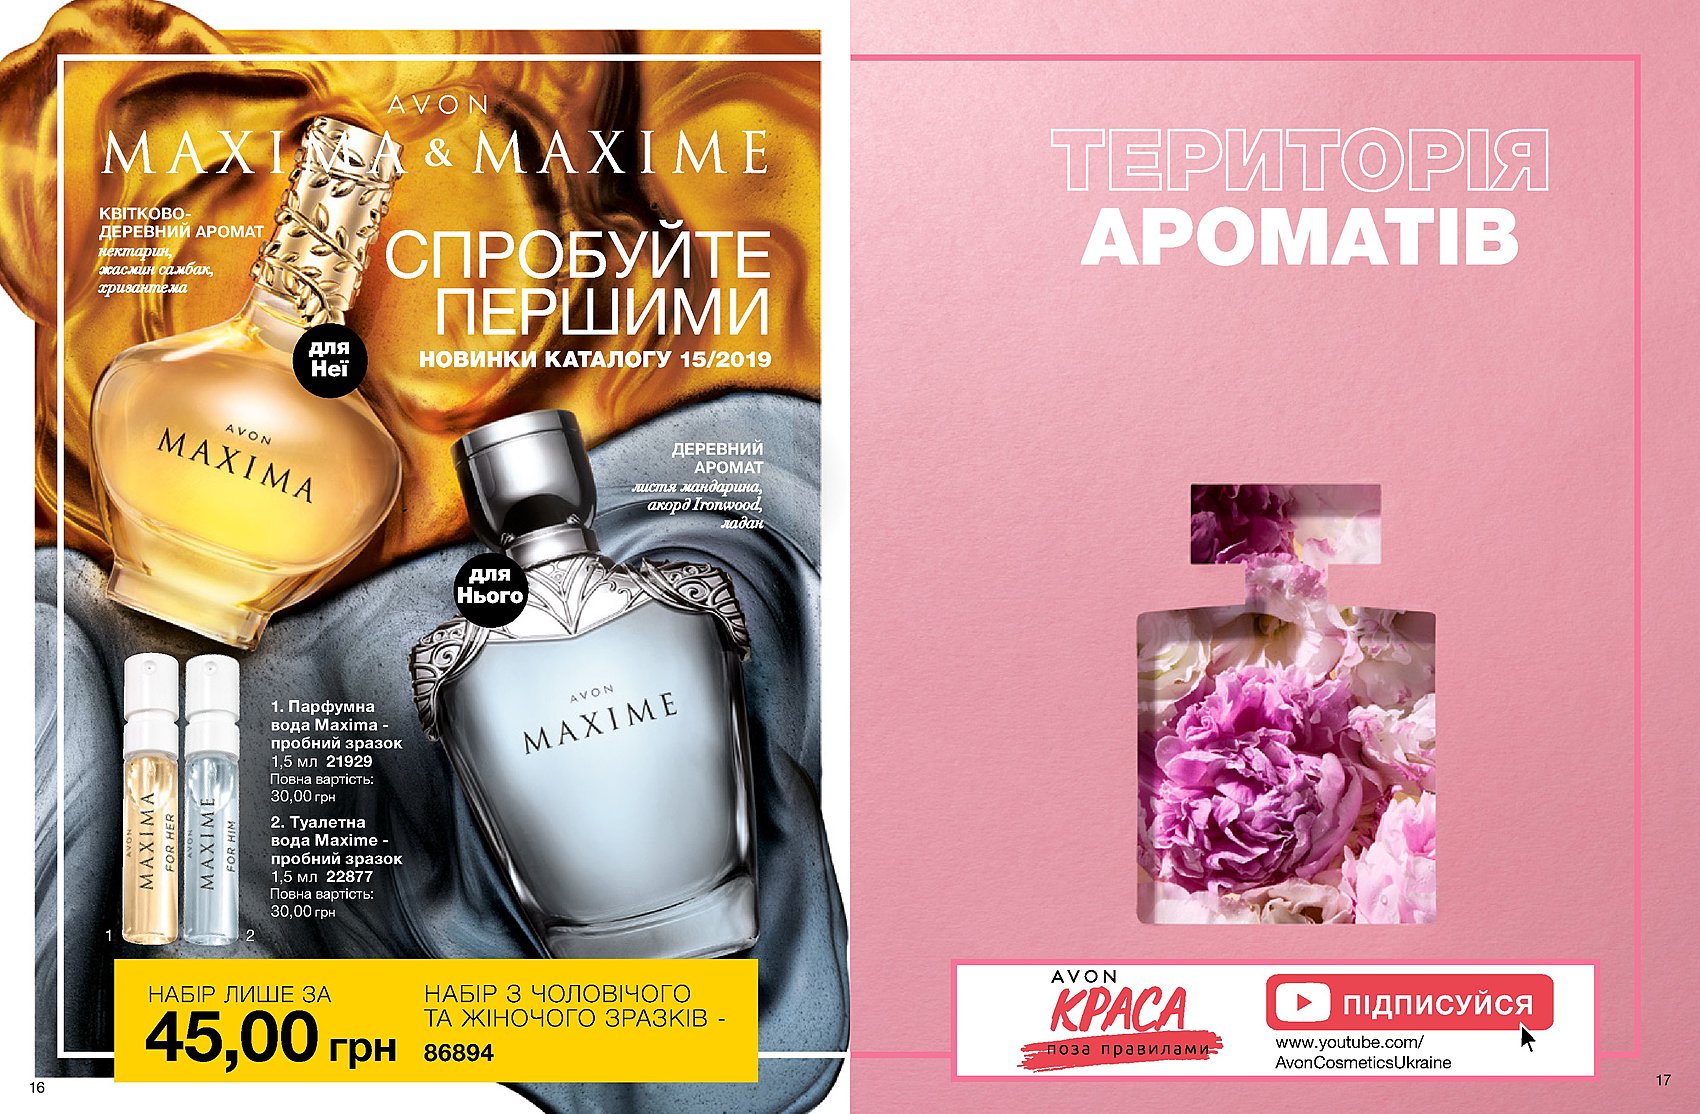 AVON
MAXIMA & MAXIME
КВІТКОВО-
ДЕРЕВНИЙ АРОМАТ
нектарин,
жасмин самбак,
хризантема
СПРОБУЙТЕ
ПЕРШИМИ
НОВИНКИ КАТАЛОГУ 15/2019
для
Неї
AVON
MAXIMA
ДЕРЕВНИЙ
АРОМАТ
листя мандарина,
акорд Ironwood,
ладан
для
Нього
AVON
MAXIME
AVON
MAXIMA
FOR HER
AVON
MAXIME
FOR HIM
1
2
1. Парфумна
вода Maxima -
пробний зразок
1,5 мл 21929
Повна вартість:
30,00 грн
2. Туалетна
вода Maxime -
пробний зразок
1,5 мл 22877
Повна вартість:
30,00 грн
НАБІР ЛИШЕ ЗА
45,00 грн
НАБІР З ЧОЛОВІЧОГО
ТА ЖІНОЧОГО ЗРАЗКІВ -
86894
16
ТЕРИТОРІЯ
АРОМАТІВ
AVON
КРАСА
поза правилами
ПІДПИСУЙСЯ
www.youtube.com/
AvonCosmeticsUkraine
17